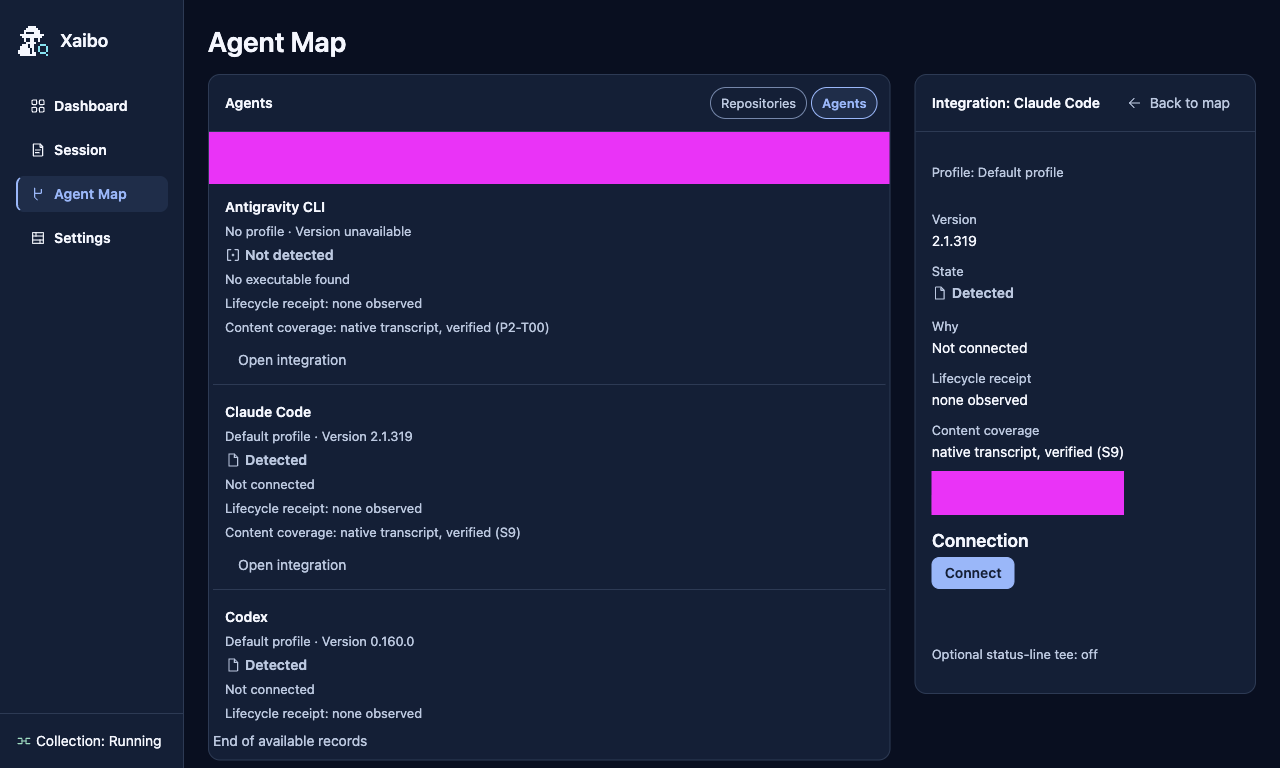 Xaibo
Dashboard
Session
Agent Map
Settings
Collection: Running
Agent Map
Agents
Repositories
Agents
Antigravity CLI
No profile · Version unavailable
Not detected
No executable found
Lifecycle receipt: none observed
Content coverage: native transcript, verified (P2-T00)
Open integration
Claude Code
Default profile · Version 2.1.319
Detected
Not connected
Lifecycle receipt: none observed
Content coverage: native transcript, verified (S9)
Open integration
Codex
Default profile · Version 0.160.0
Detected
Not connected
Lifecycle receipt: none observed
End of available records
Integration: Claude Code
← Back to map
Profile: Default profile
Version
2.1.319
State
Detected
Why
Not connected
Lifecycle receipt
none observed
Content coverage
native transcript, verified (S9)
Connection
Connect
Optional status-line tee: off